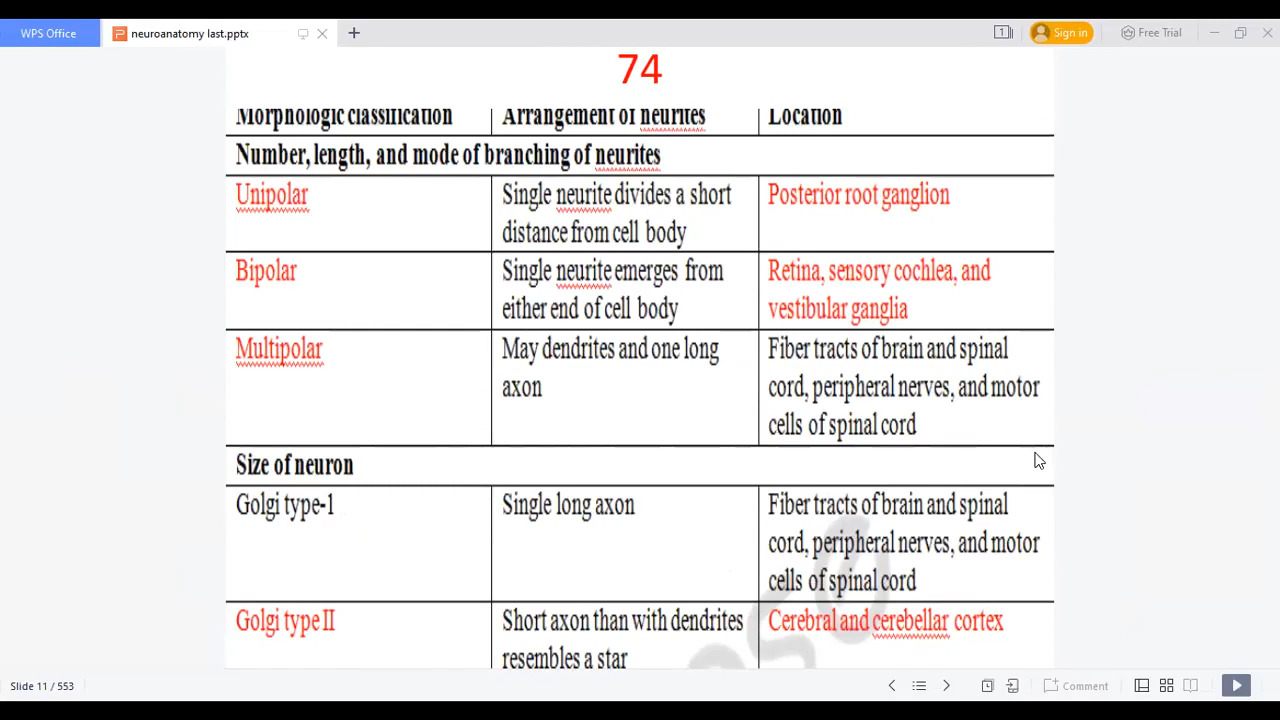 WPS Office
neuroanatomy last.pptx
1
Sign in
Free Trial
74
Morphologic classification
Arrangement of neurites
Location
Number, length, and mode of branching of neurites
Unipolar
Single neurite divides a short
distance from cell body
Posterior root ganglion
Bipolar
Single neurite emerges from
either end of cell body
Retina, sensory cochlea, and
vestibular ganglia
Multipolar
May dendrites and one long
axon
Fiber tracts of brain and spinal
cord, peripheral nerves, and motor
cells of spinal cord
Size of neuron
Golgi type-1
Single long axon
Fiber tracts of brain and spinal
cord, peripheral nerves, and motor
cells of spinal cord
Golgi type II
Short axon than with dendrites
resembles a star
Cerebral and cerebellar cortex
Slide 11 / 553
Comment